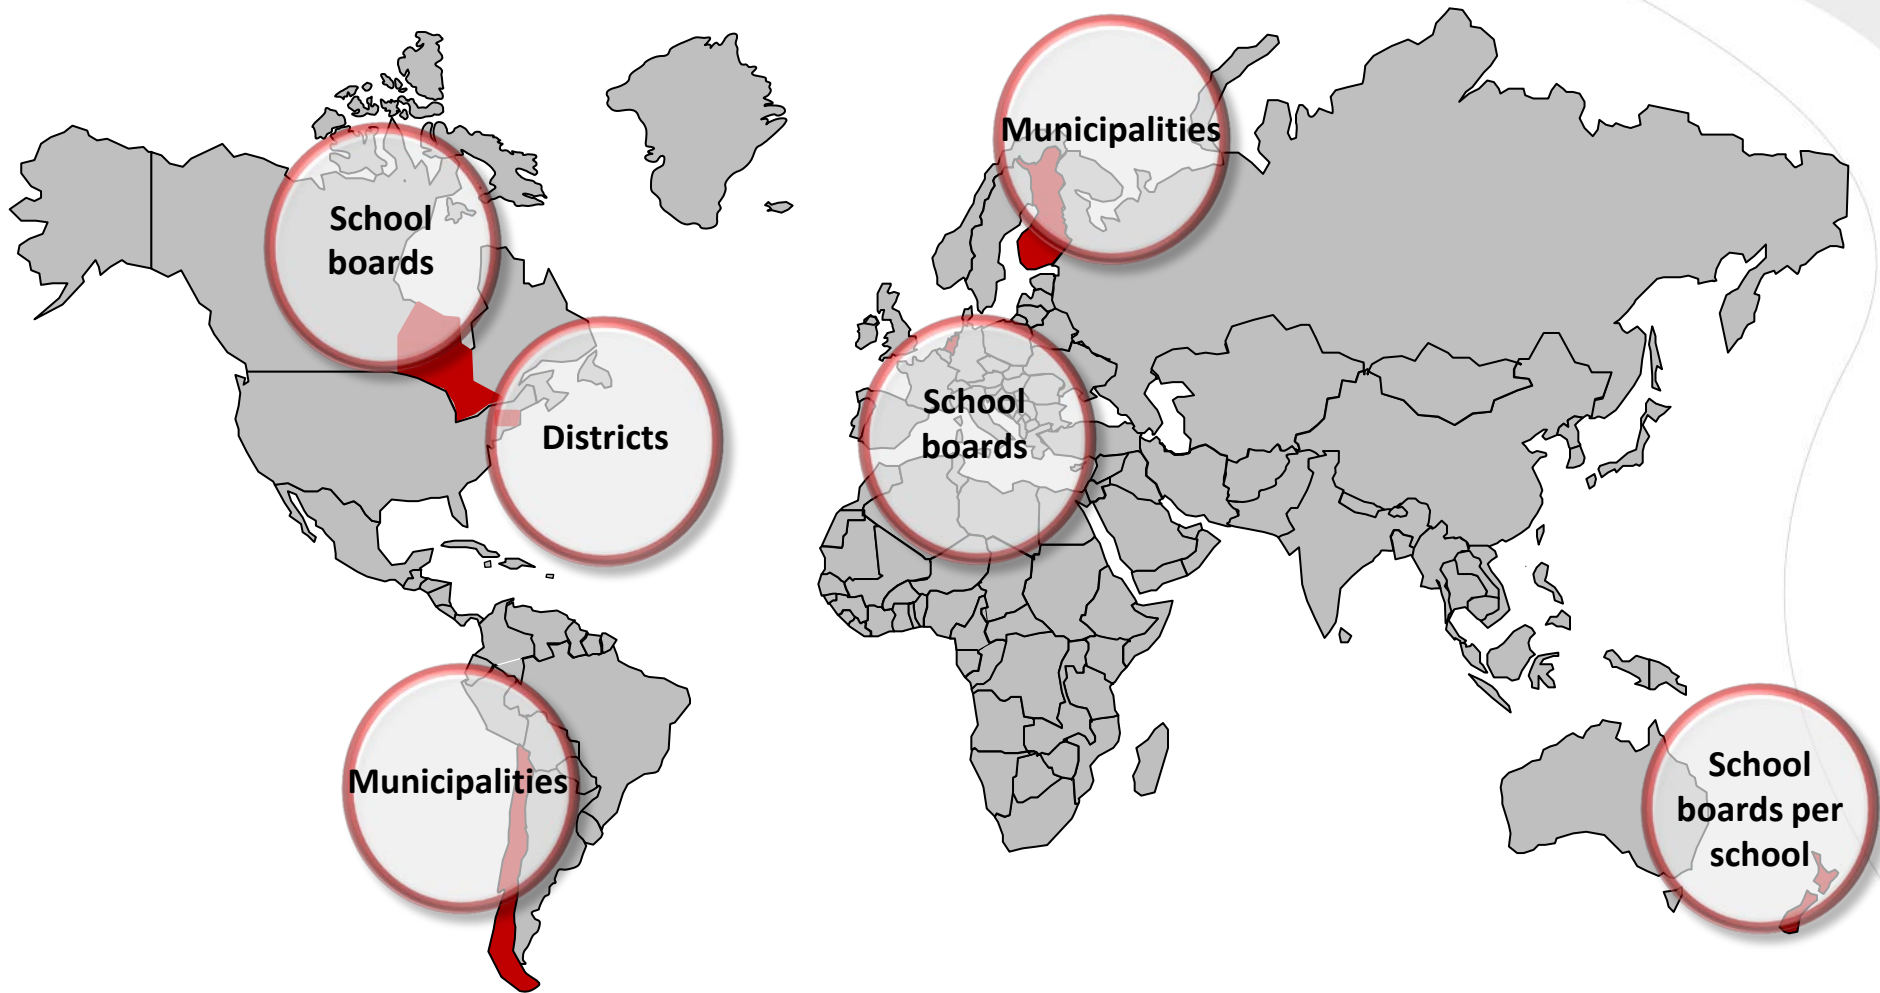 Municipalities
School
boards
School
boards
Districts
Municipalities
School
boards per
school